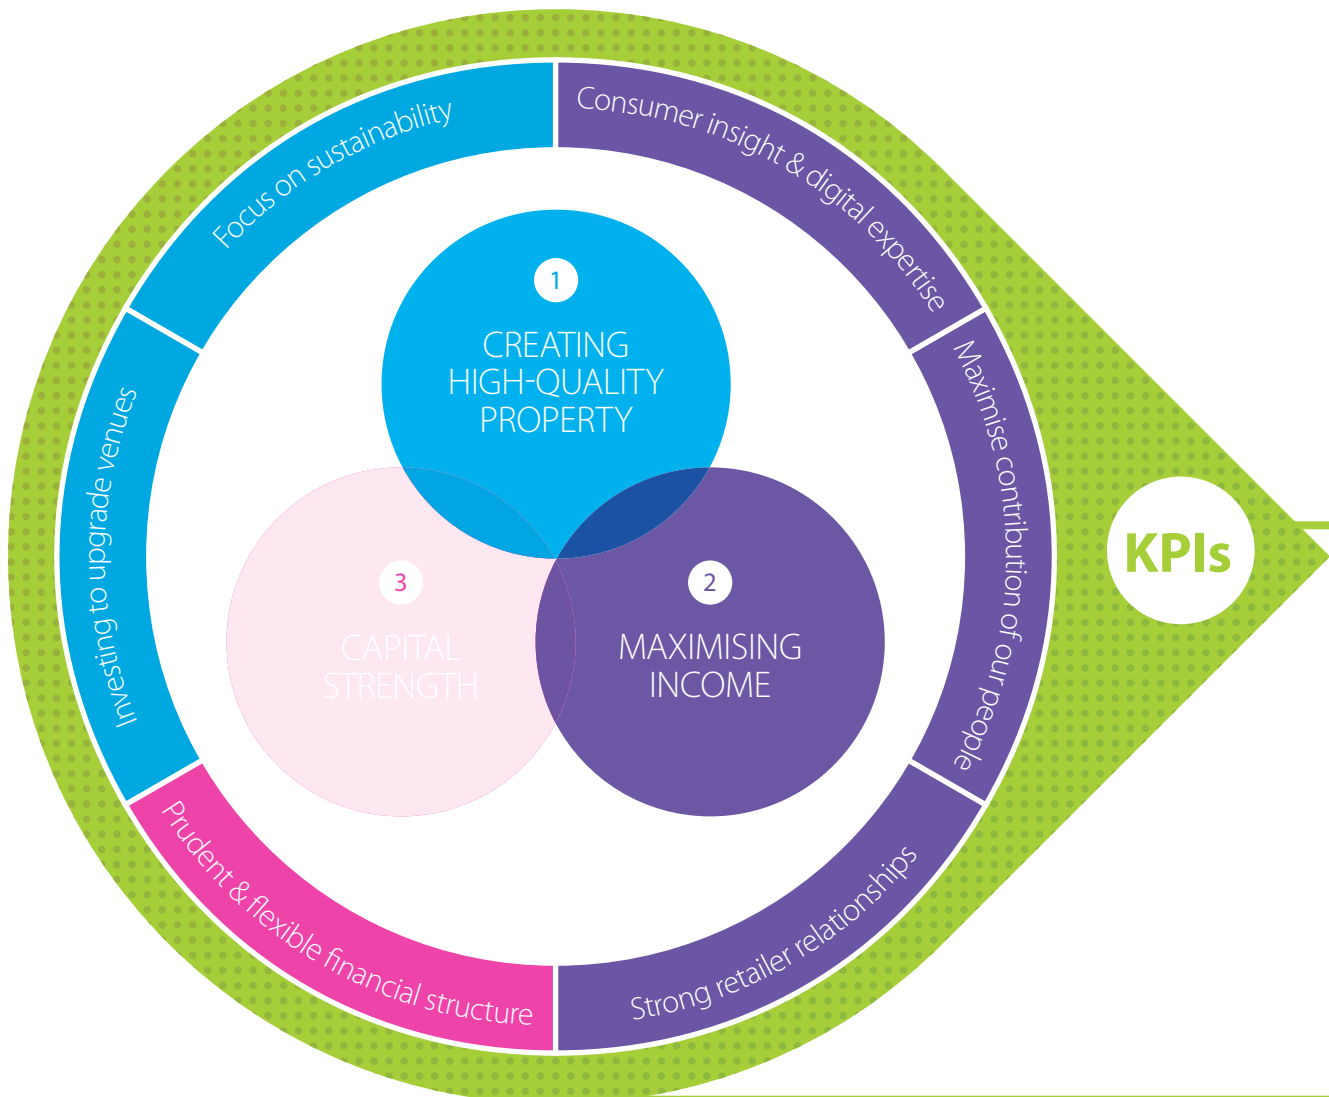 Focus on sustainability
Consumer insight & digital expertise
1
CREATING
HIGH-QUALITY
PROPERTY
Investing to upgrade venues
Maximise contribution of our people
KPIs
3
CAPITAL
STRENGTH
2
MAXIMISING
INCOME
Prudent & flexible financial structure
Strong retailer relationships